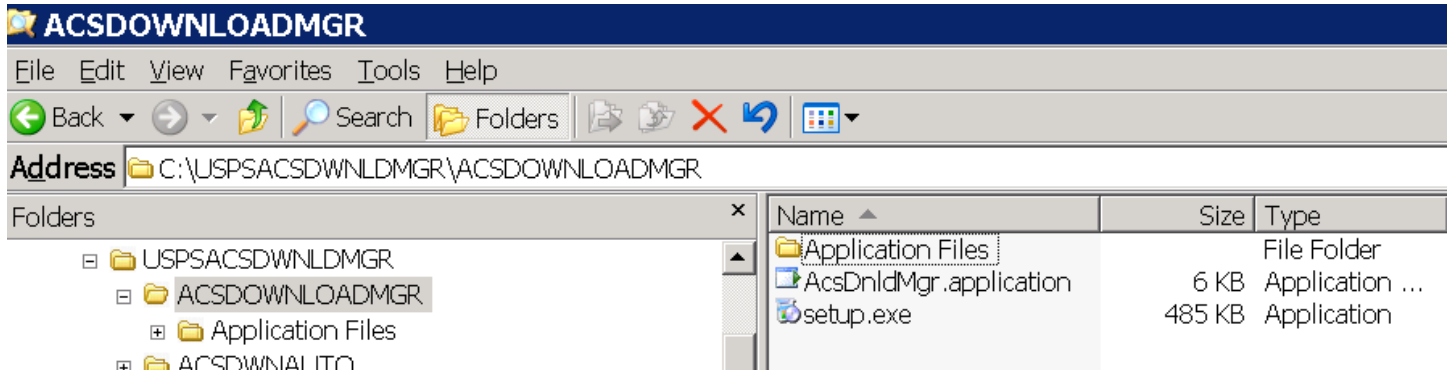 ACSDOWNLOADMGR
File Edit View Favorites Tools Help
Back Search Folders
Address C:\USPSACSDWNLDMGR\ACSDOWNLOADMGR
Folders x Name Size Type
USPSACSDWNLDMGR Application Files File Folder
ACSDOWNLOADMGR AcsDnldMgr.application 6 KB Application ...
Application Files setup.exe 485 KB Application
ACSDWNAUTO